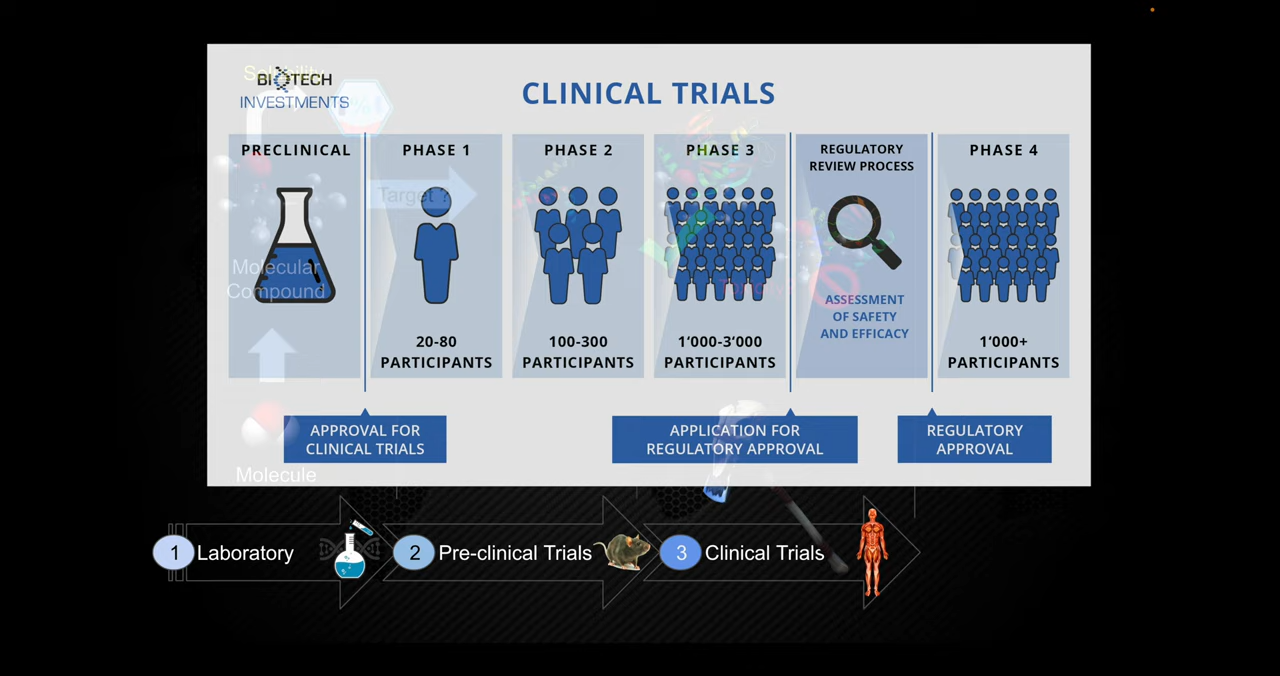 Solubility
BIOTECH
INVESTMENTS
CLINICAL TRIALS
PRECLINICAL
PHASE 1
PHASE 2
PHASE 3
REGULATORY
REVIEW PROCESS
PHASE 4
Target ?
Molecular
Compound
ASSESSMENT
OF SAFETY
AND EFFICACY
20-80
PARTICIPANTS
100-300
PARTICIPANTS
1‘000-3’000
PARTICIPANTS
1‘000+
PARTICIPANTS
APPROVAL FOR
CLINICAL TRIALS
APPLICATION FOR
REGULATORY APPROVAL
REGULATORY
APPROVAL
Molecule
1 Laboratory
2 Pre-clinical Trials
3 Clinical Trials